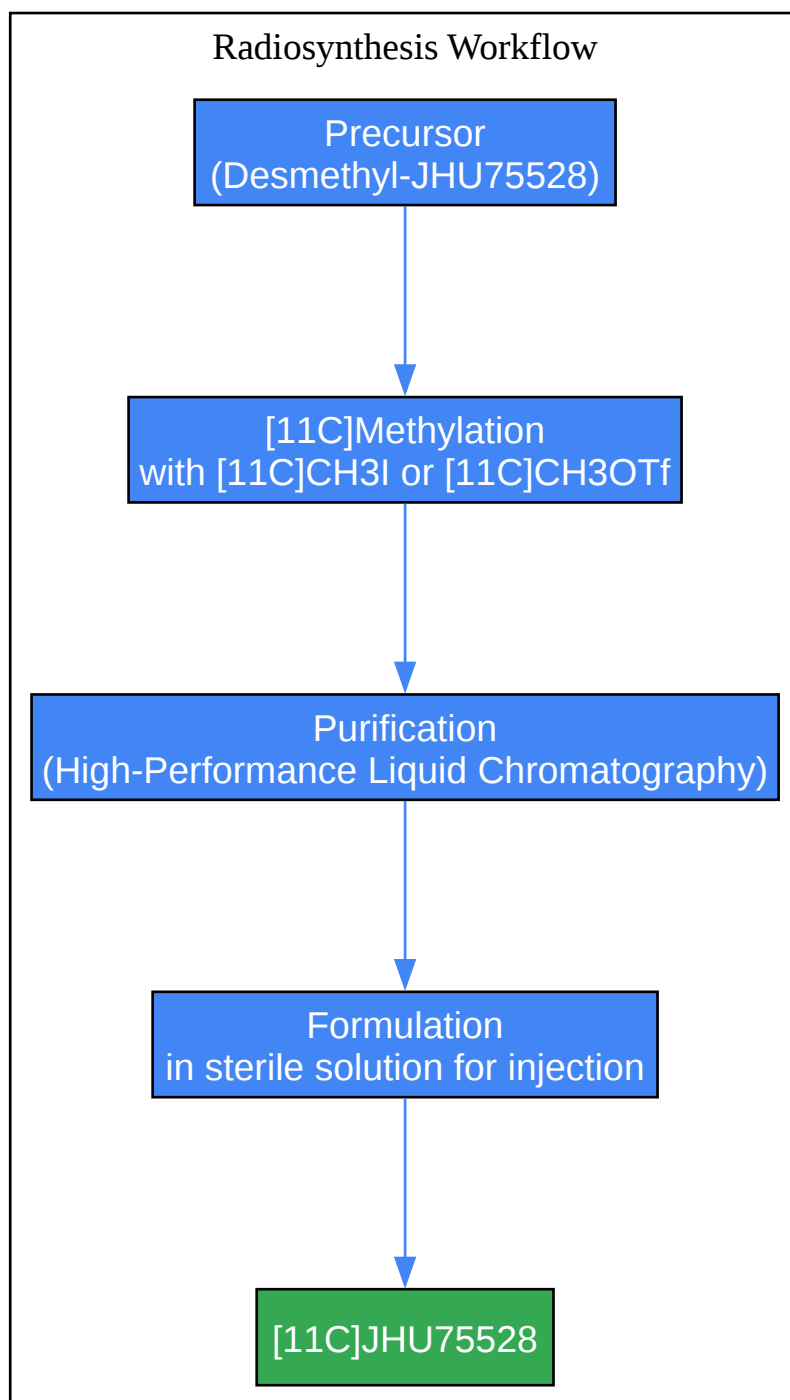 Radiosynthesis Workflow
Precursor
(Desmethyl-JHU75528)
[11C]Methylation
with [11C]CH3I or [11C]CH3OTf
Purification
(High-Performance Liquid Chromatography)
Formulation
in sterile solution for injection
[11C]JHU75528